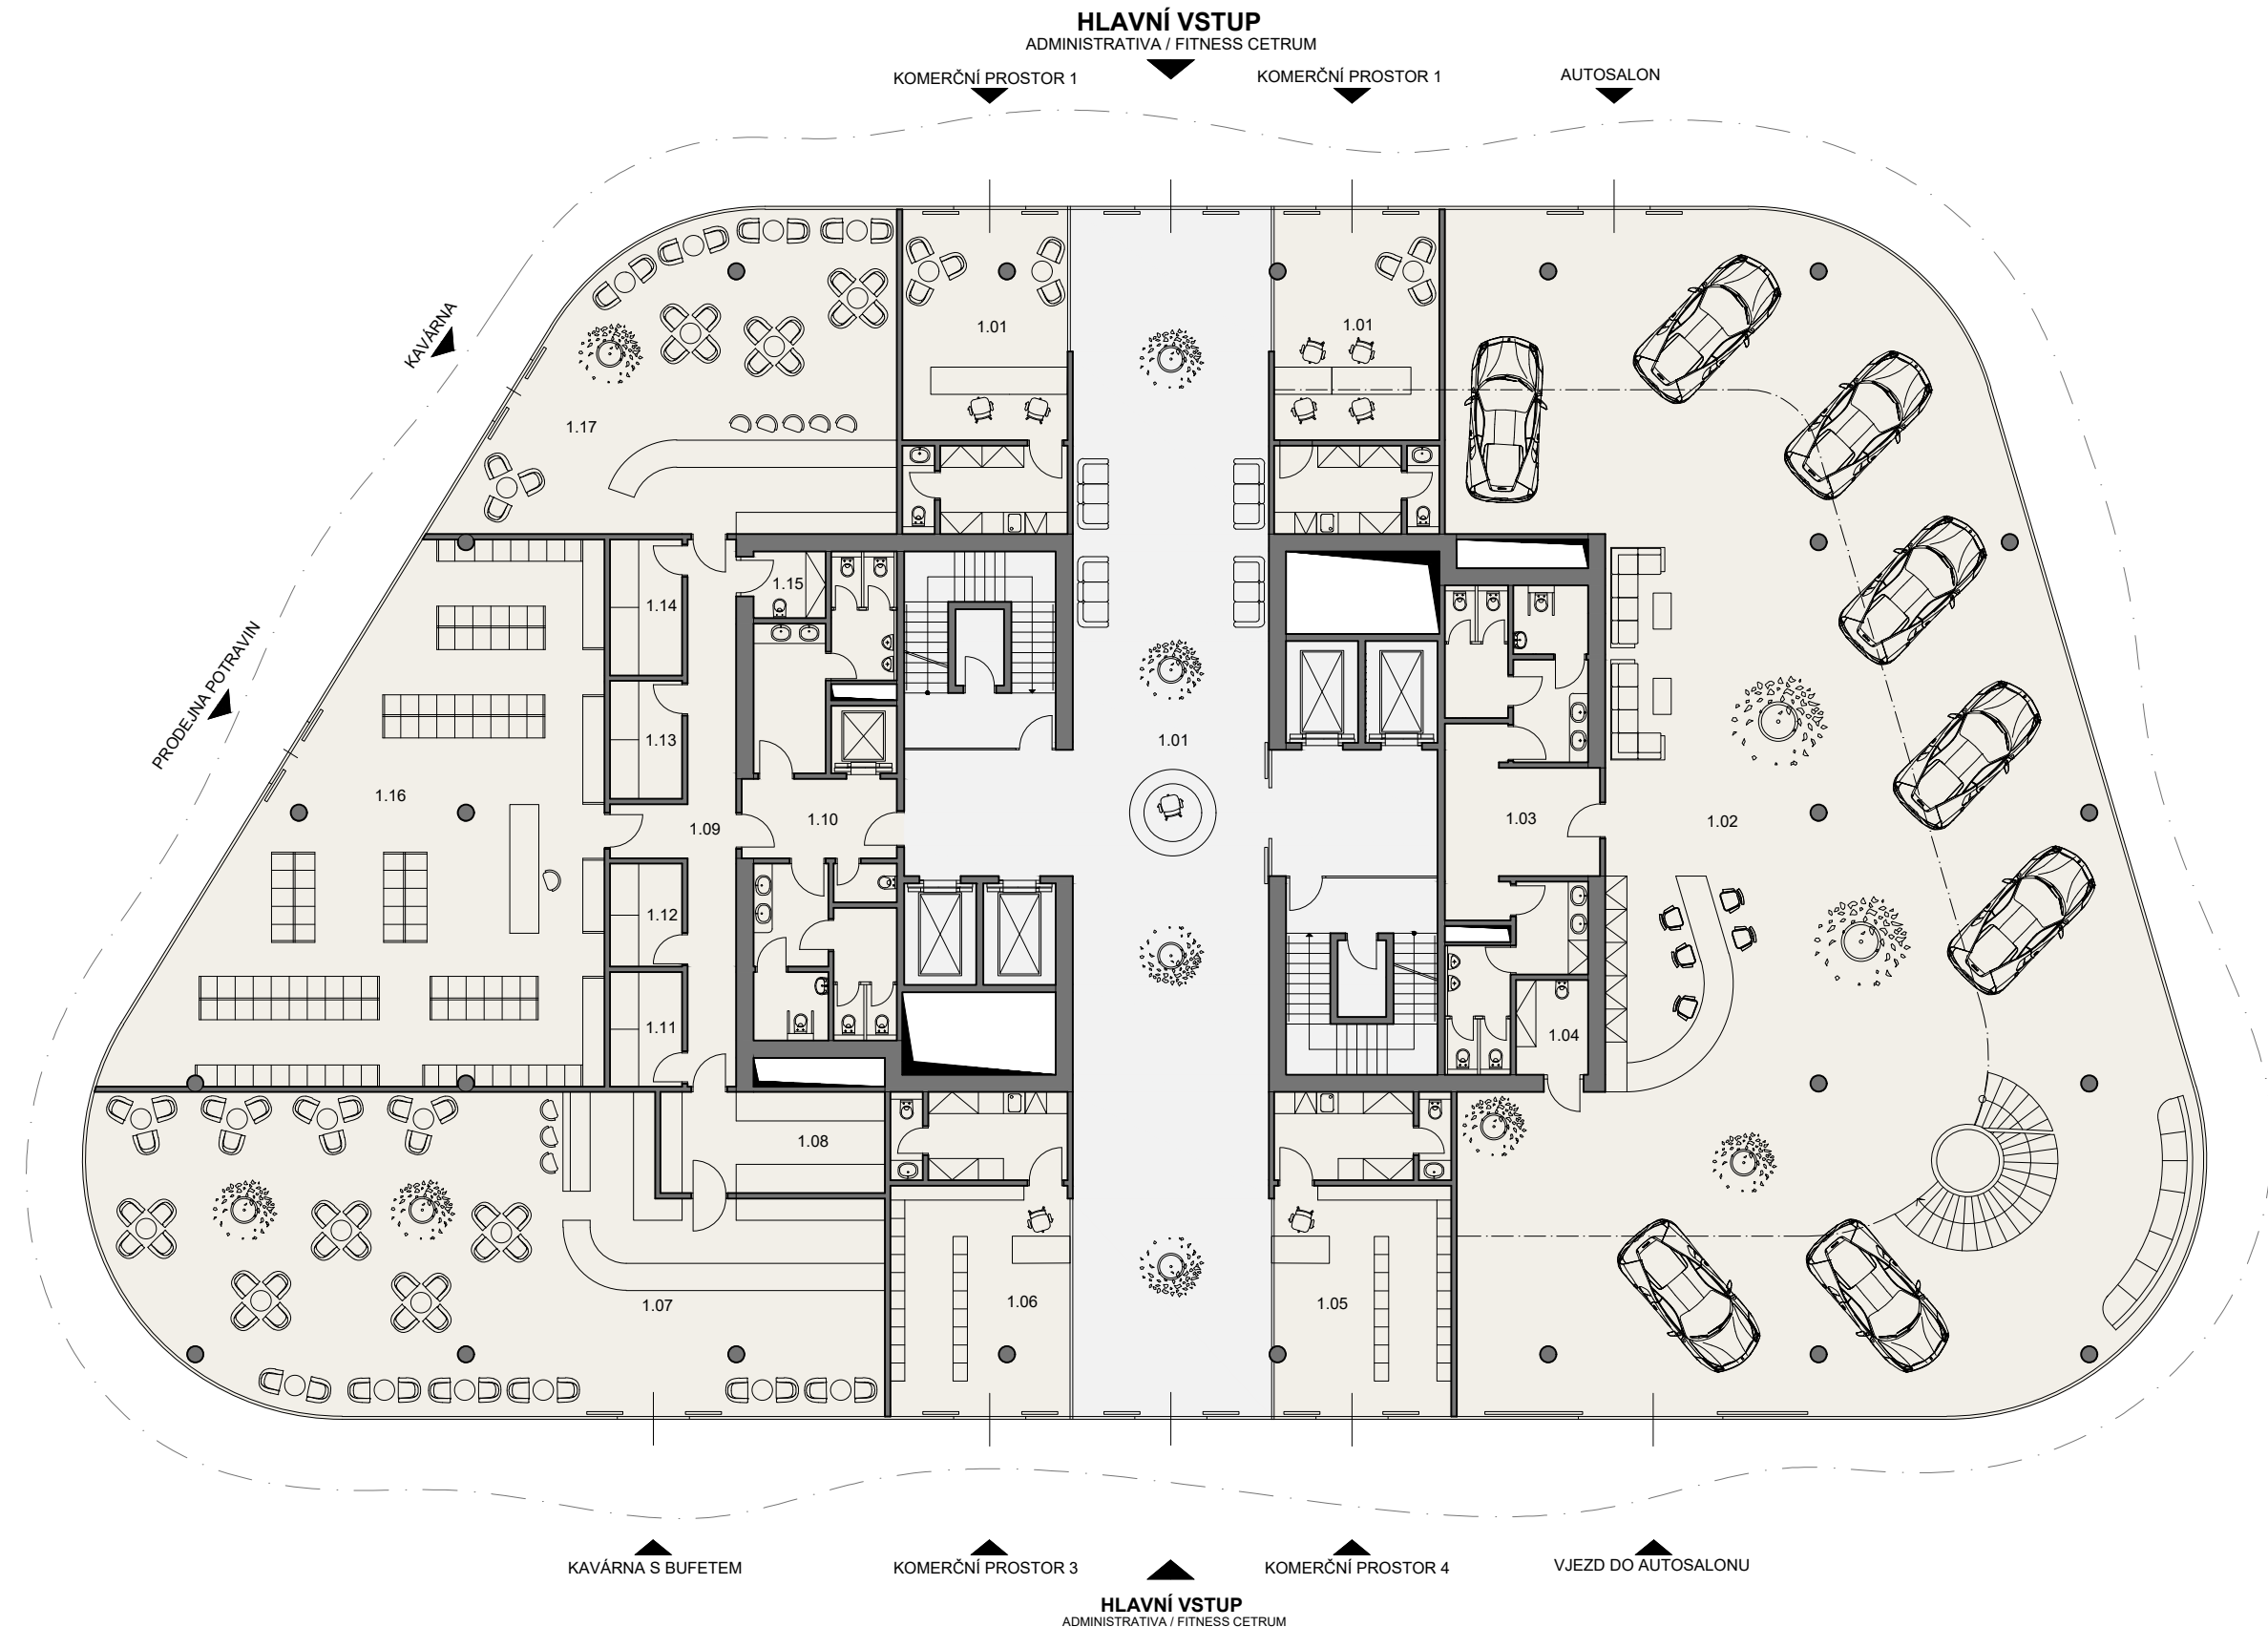 HLAVNÍ VSTUP
ADMINISTRATIVA / FITNESS CETRUM
KOMERČNÍ PROSTOR 1
KOMERČNÍ PROSTOR 1
AUTOSALON
KAVÁRNA
PRODEJNA POTRAVIN
1.01
1.01
1.17
1.15
1.14
1.13
1.01
1.16
1.09
1.10
1.03
1.02
1.12
1.11
1.04
1.08
1.07
1.06
1.05
KAVÁRNA S BUFETEM
KOMERČNÍ PROSTOR 3
KOMERČNÍ PROSTOR 4
VJEZD DO AUTOSALONU
HLAVNÍ VSTUP
ADMINISTRATIVA / FITNESS CETRUM